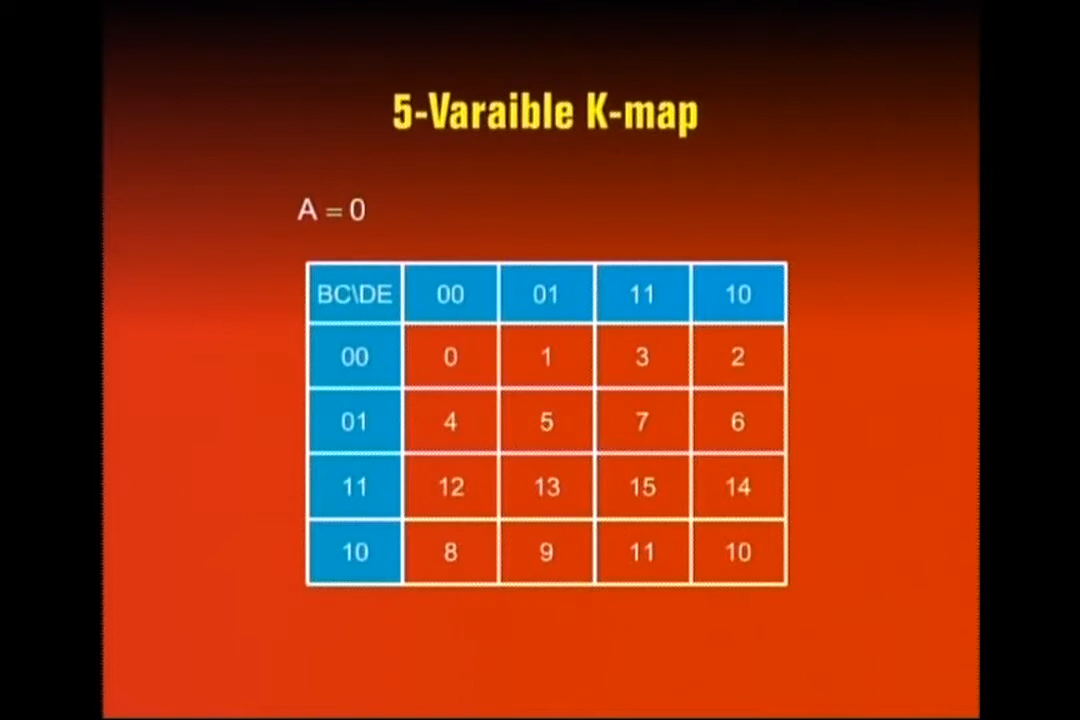 5-Varaible K-map
A = 0
BC\DE 00 01 11 10
00 0 1 3 2
01 4 5 7 6
11 12 13 15 14
10 8 9 11 10